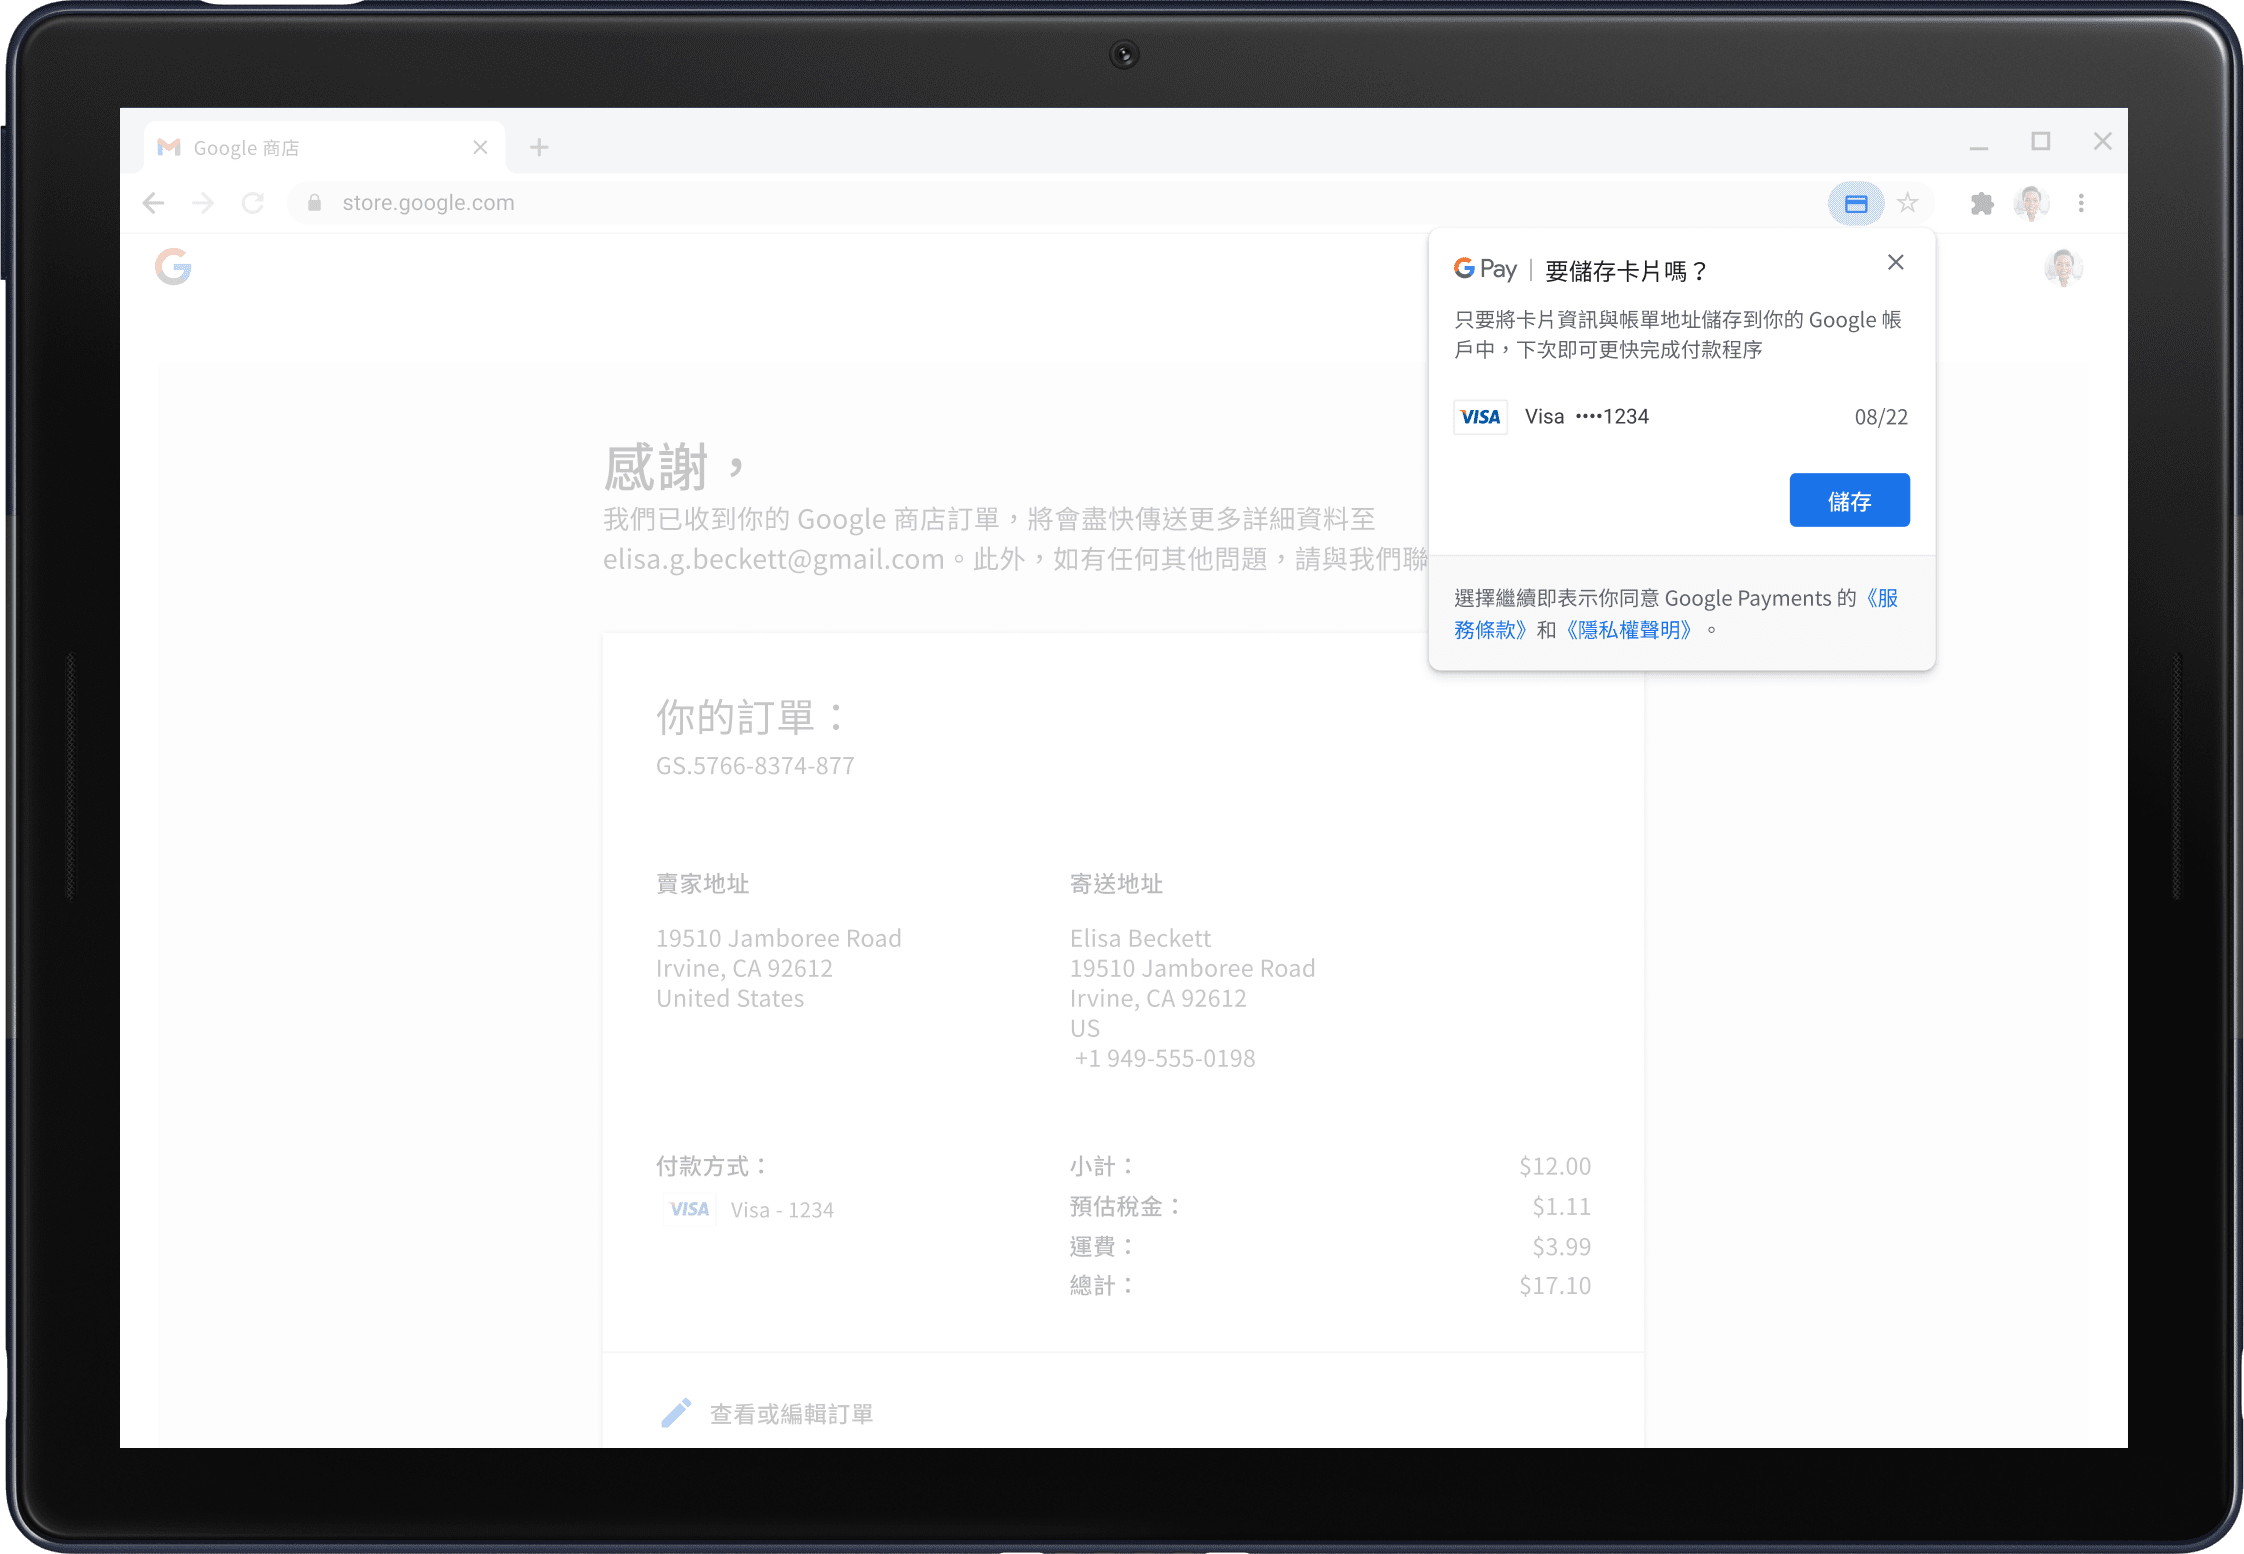 Google 商店
store.google.com
G Pay | 要儲存卡片嗎？
只要將卡片資訊與帳單地址儲存到你的 Google 帳
戶中，下次即可更快完成付款程序
VISA Visa ••••1234 08/22
儲存
選擇繼續即表示你同意 Google Payments 的《服
務條款》和《隱私權聲明》。
感謝，
我們已收到你的 Google 商店訂單，將會盡快傳送更多詳細資料至
elisa.g.beckett@gmail.com。此外，如有任何其他問題，請與我們聯
你的訂單：
GS.5766-8374-877
賣家地址
19510 Jamboree Road
Irvine, CA 92612
United States
寄送地址
Elisa Beckett
19510 Jamboree Road
Irvine, CA 92612
US
+1 949-555-0198
付款方式：
VISA Visa - 1234
小計： $12.00
預估稅金： $1.11
運費： $3.99
總計： $17.10
查看或編輯訂單